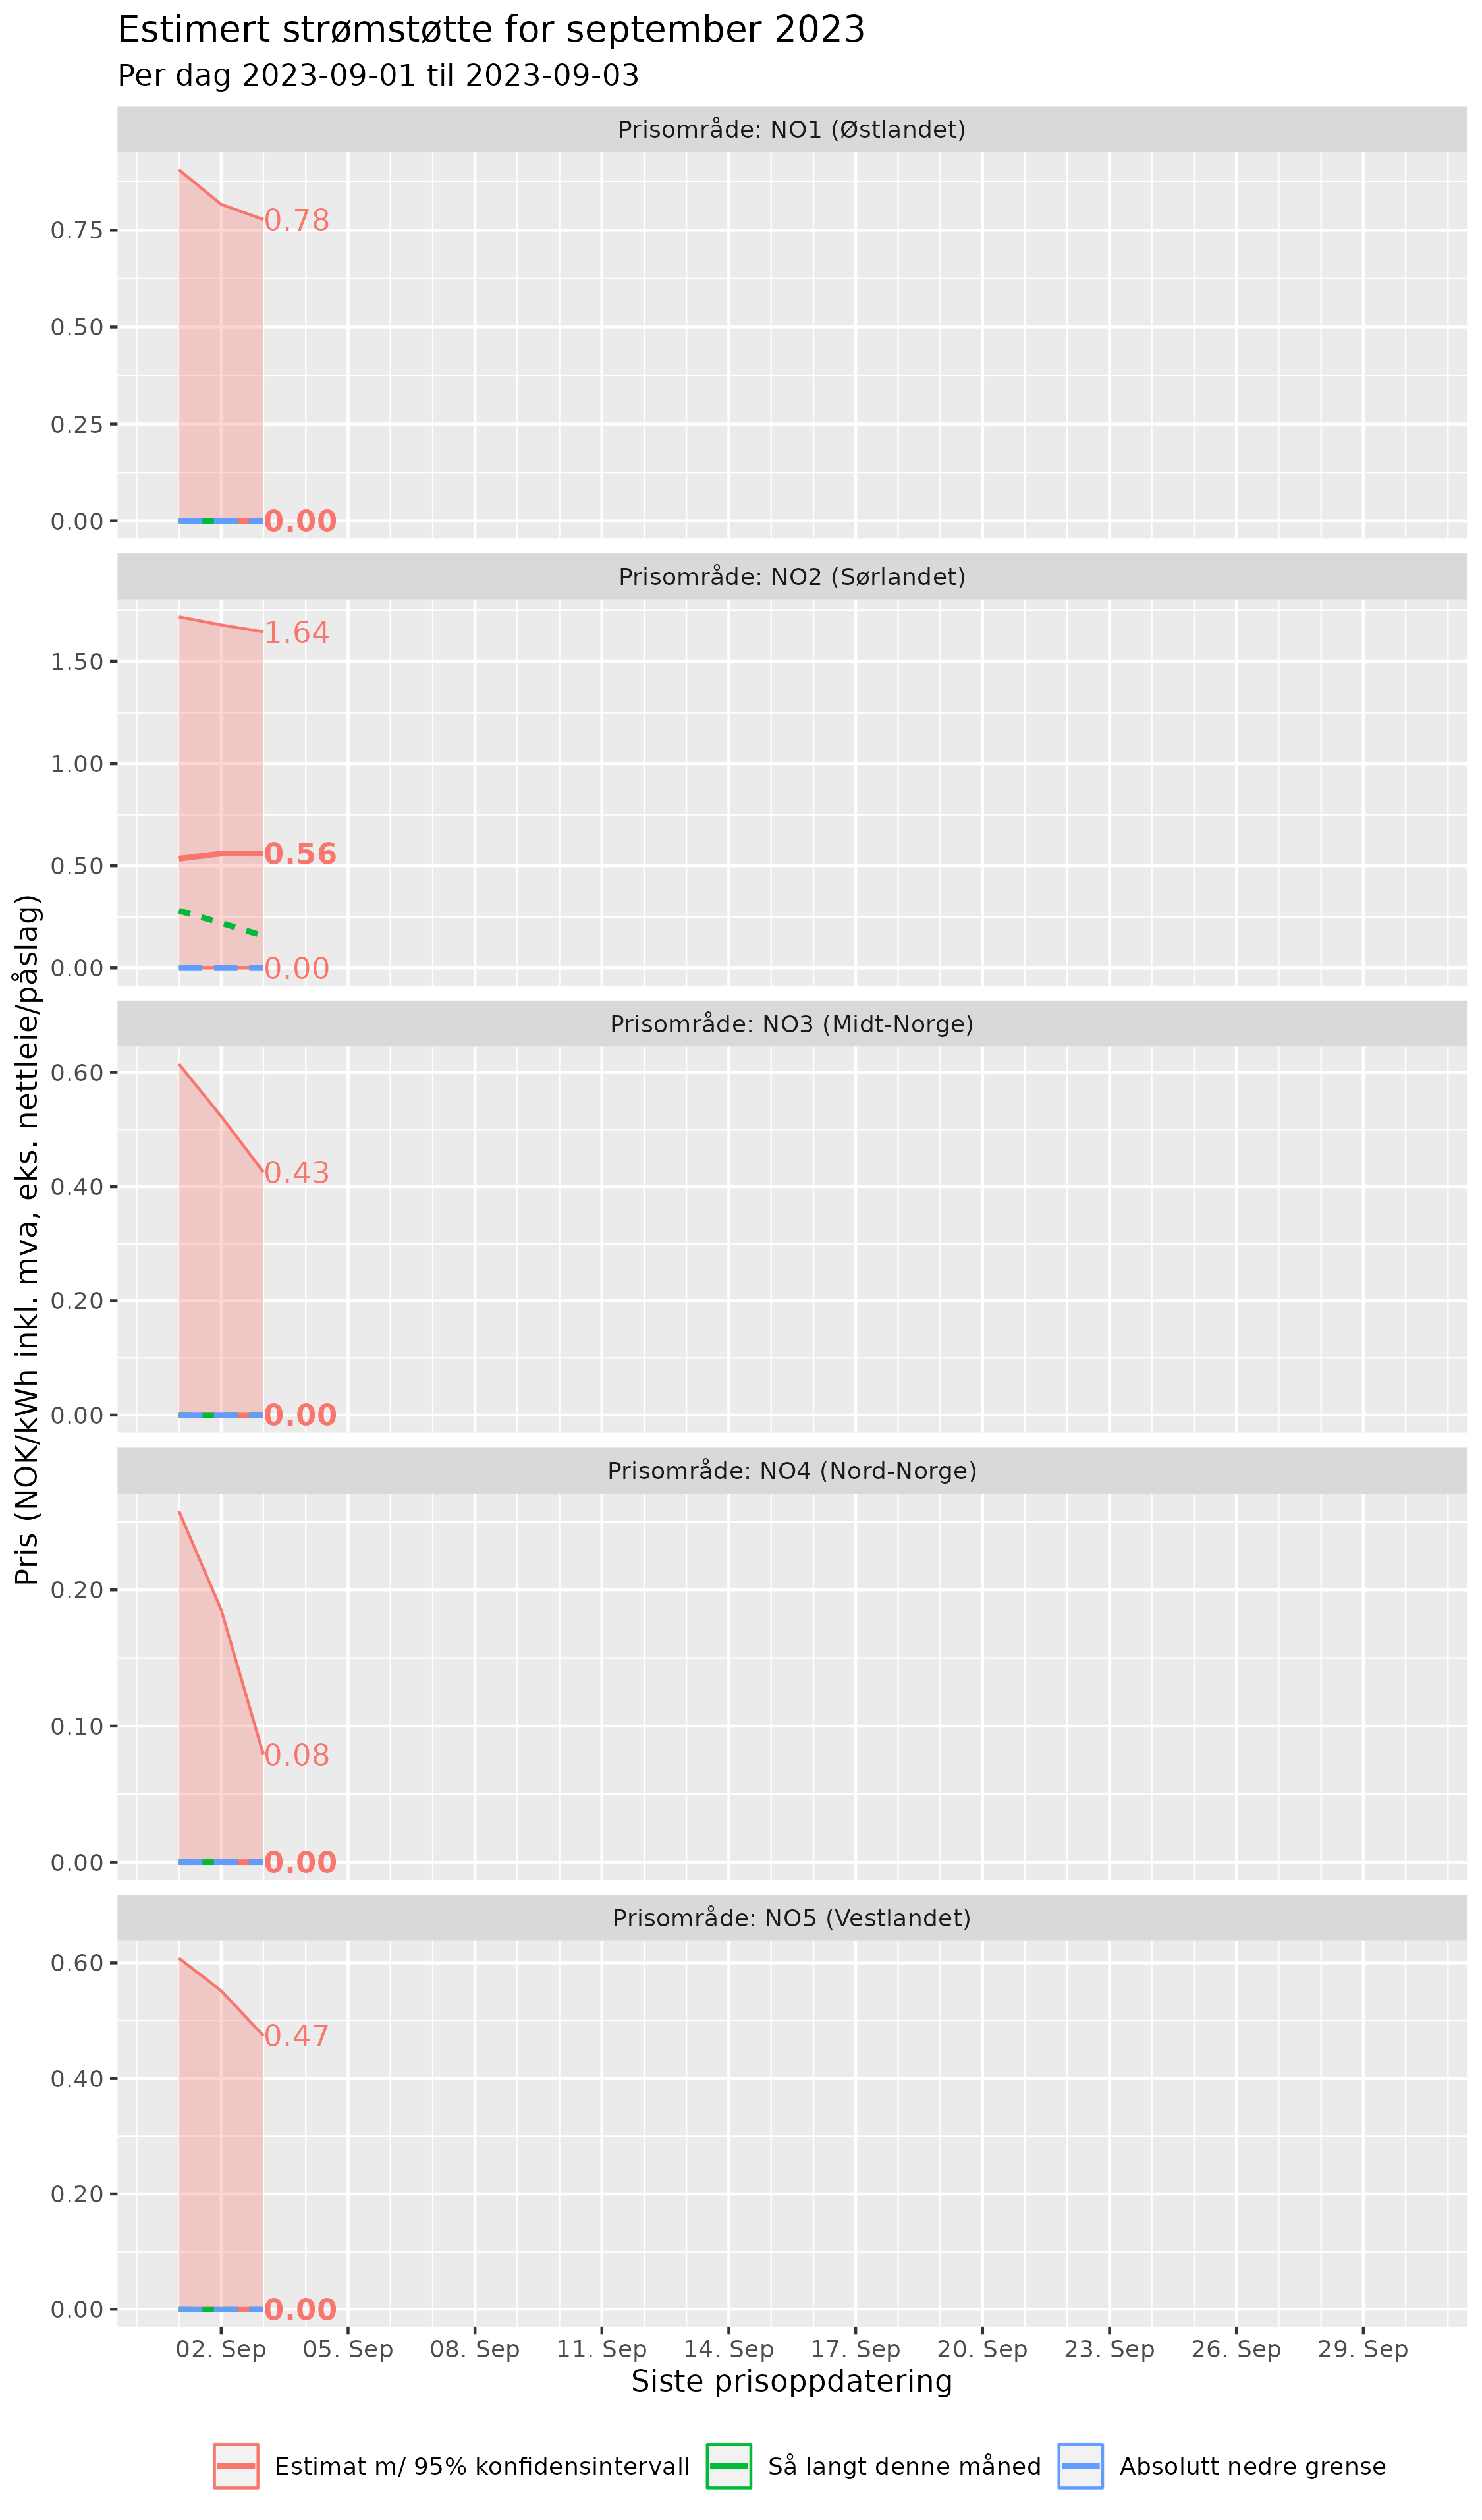 Estimert strømstøtte for september 2023
Per dag 2023-09-01 til 2023-09-03
Pris (NOK/kWh inkl. mva, eks. nettleie/påslag)
Prisområde: NO1 (Østlandet)
0.75
0.50
0.25
0.00
0.78
0.00
Prisområde: NO2 (Sørlandet)
1.50
1.00
0.50
0.00
1.64
0.56
0.00
Prisområde: NO3 (Midt-Norge)
0.60
0.40
0.20
0.00
0.43
0.00
Prisområde: NO4 (Nord-Norge)
0.20
0.10
0.00
0.08
0.00
Prisområde: NO5 (Vestlandet)
0.60
0.40
0.20
0.00
0.47
0.00
02. Sep 05. Sep 08. Sep 11. Sep 14. Sep 17. Sep 20. Sep 23. Sep 26. Sep 29. Sep
Siste prisoppdatering
Estimat m/ 95% konfidensintervall Så langt denne måned Absolutt nedre grense